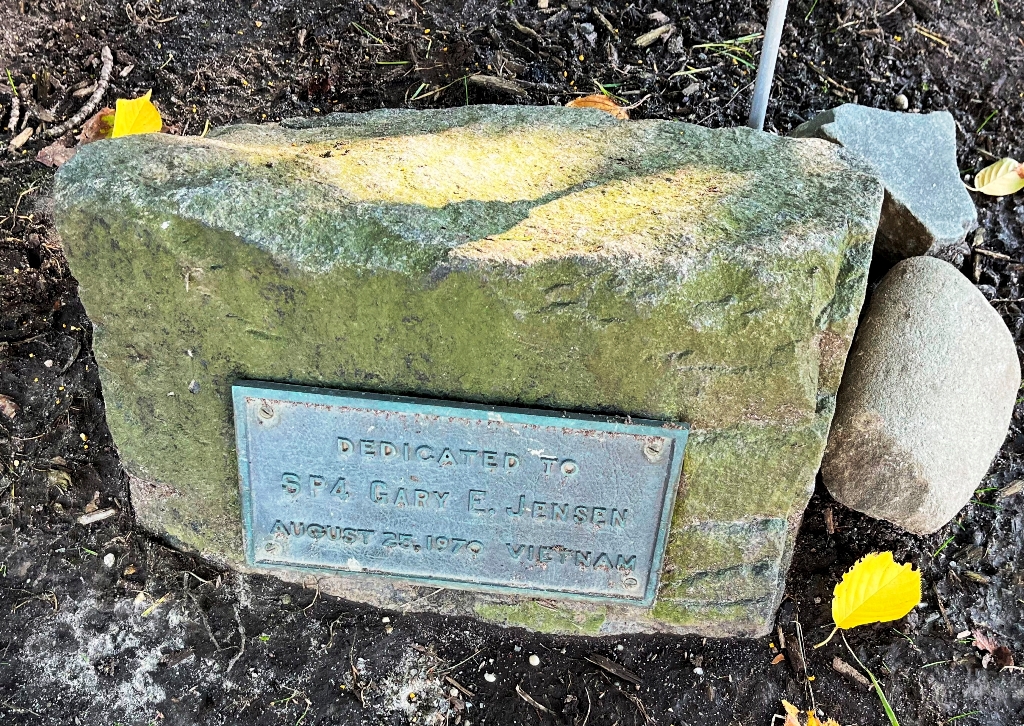 DEDICATED TO
SP4 GARY E. JENSEN
AUGUST 25, 1970 VIETNAM